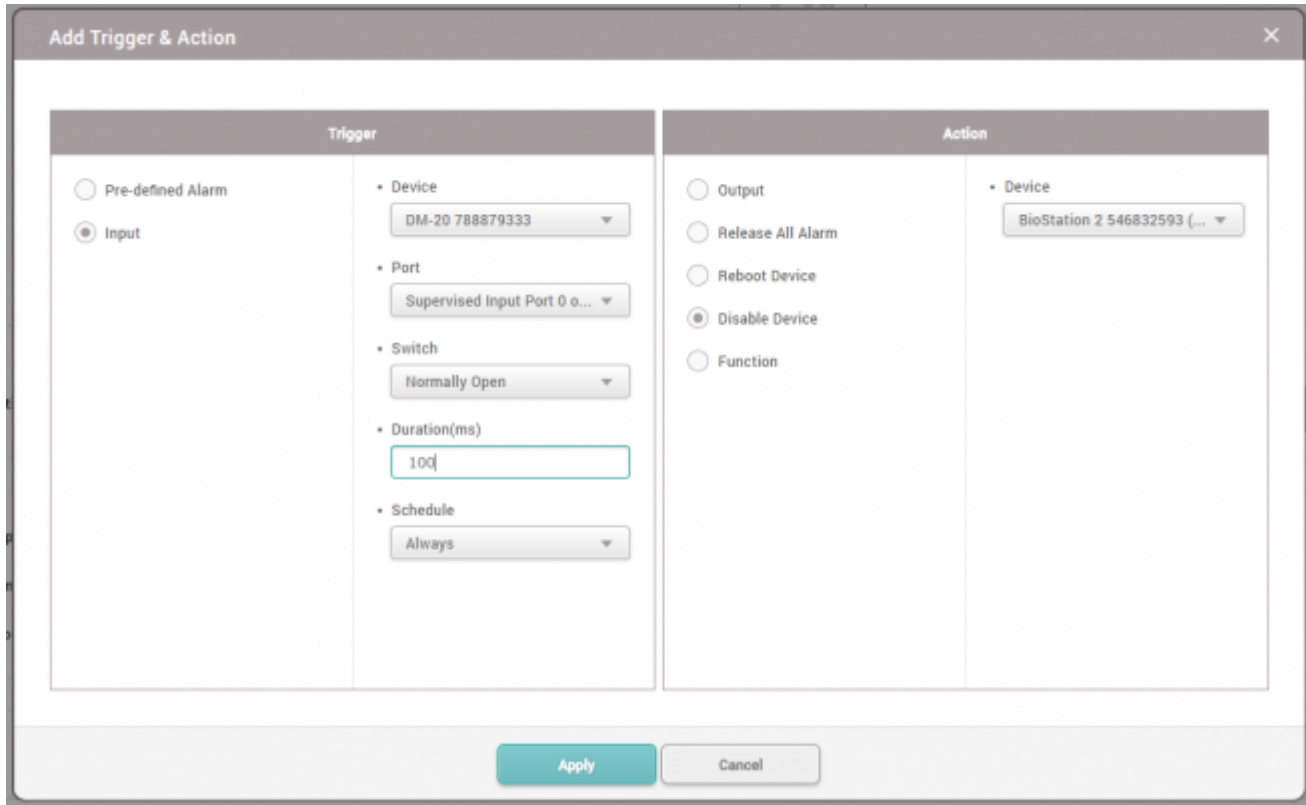 Add Trigger & Action
Trigger
Pre-defined Alarm
Input
• Device
DM-20 788879333
• Port
Supervised Input Port 0 o...
• Switch
Normally Open
• Duration(ms)
100
• Schedule
Always
Action
Output
Release All Alarm
Reboot Device
Disable Device
Function
• Device
BioStation 2 546832593 (...
Apply
Cancel